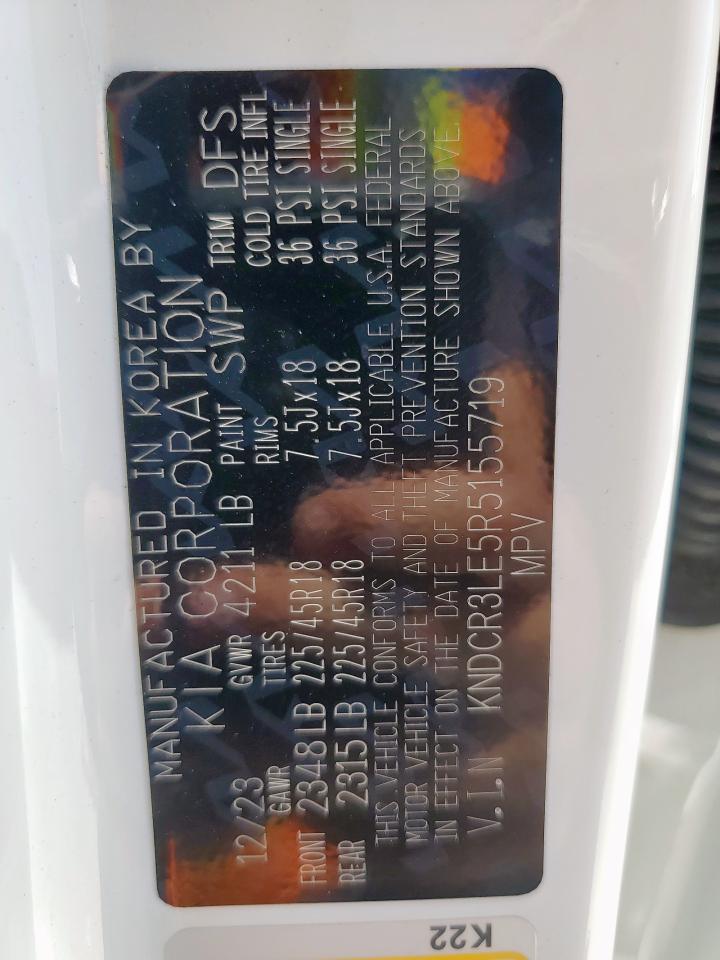 MANUFACTURED IN KOREA BY
KIA CORPORATION
12/23 GVWR 4211 LB PAINT SWP TRIM DFS
GAWR TIRES RIMS COLD TIRE INFL
FRONT 2348LB 225/45R18 7.5Jx18 36 PSI SINGLE
REAR 2315LB 225/45R18 7.5Jx18 36 PSI SINGLE
THIS VEHICLE CONFORMS TO ALL APPLICABLE U.S.A. FEDERAL
MOTOR VEHICLE SAFETY AND THEFT PREVENTION STANDARDS
IN EFFECT ON THE DATE OF MANUFACTURE SHOWN ABOVE.
V.I.N KNDCR3LE5R5155719
MPV
K22